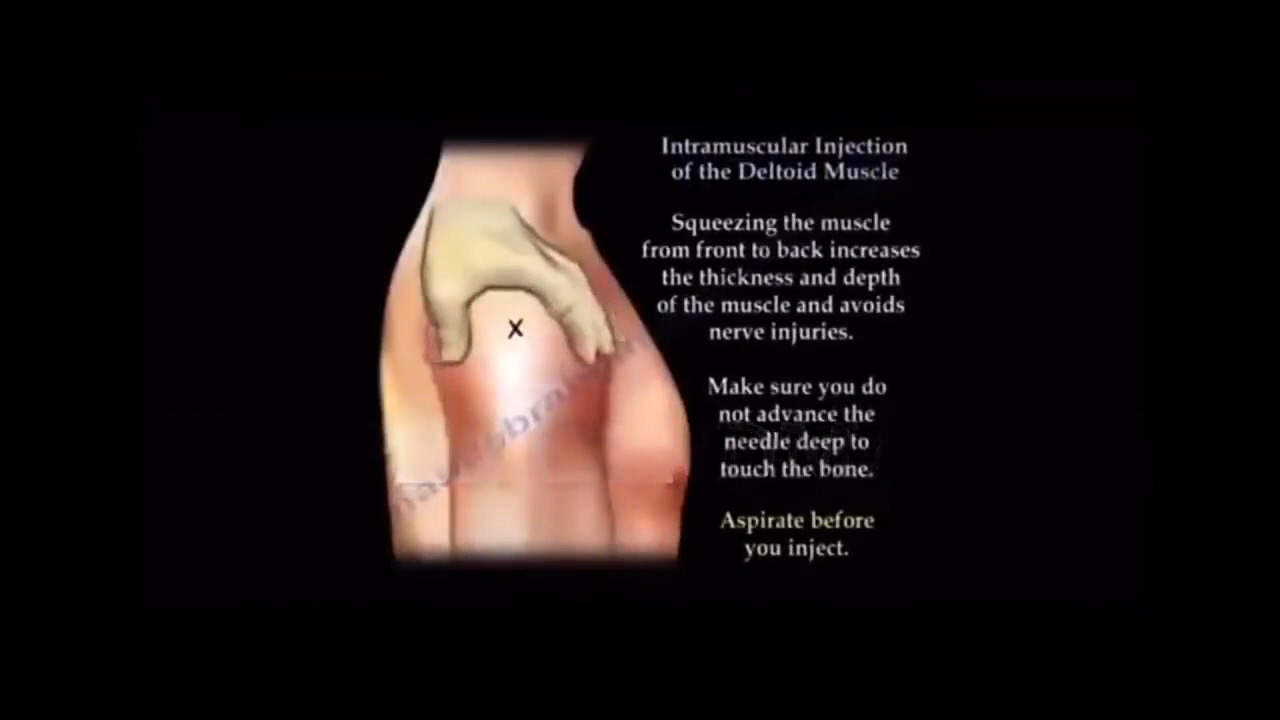 Intramuscular Injection
of the Deltoid Muscle
Squeezing the muscle
from front to back increases
the thickness and depth
of the muscle and avoids
nerve injuries.
Make sure you do
not advance the
needle deep to
touch the bone.
Aspirate before
you inject.
X